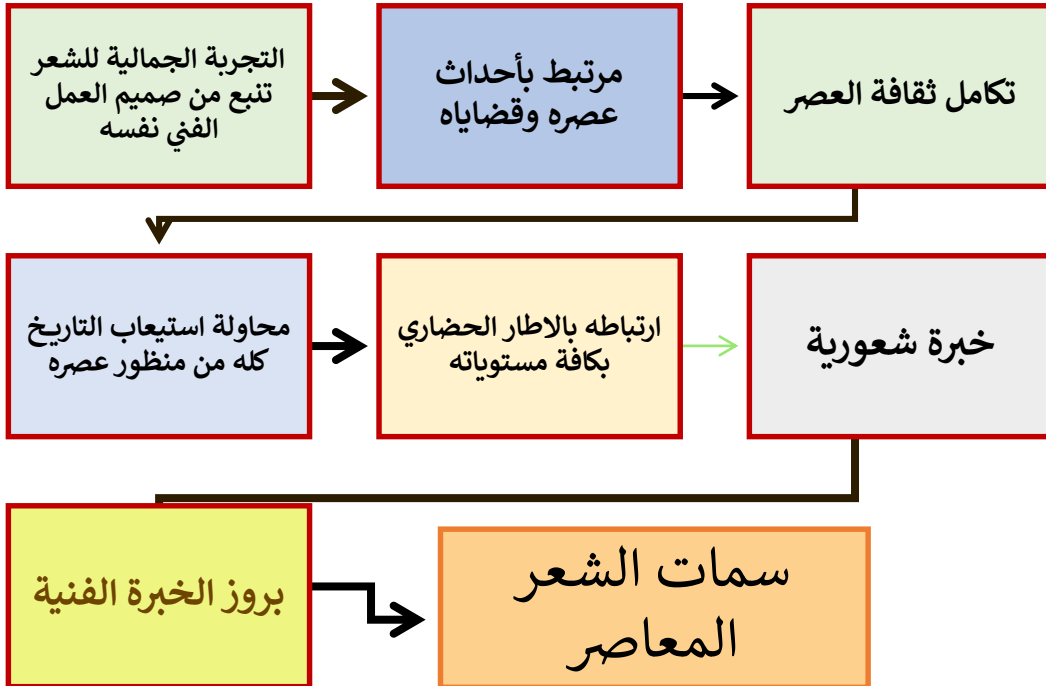 التجربة الجمالية للشعر
تنبع من صميم العمل
الفني نفسه
مرتبط بأحداث
عصره وقضاياه
تكامل ثقافة العصر
محاولة استيعاب التاريخ
كله من منظور عصره
ارتباطه بالاطار الحضاري
بكافة مستوياته
خبرة شعورية
بروز الخبرة الفنية
سمات الشعر
المعاصر